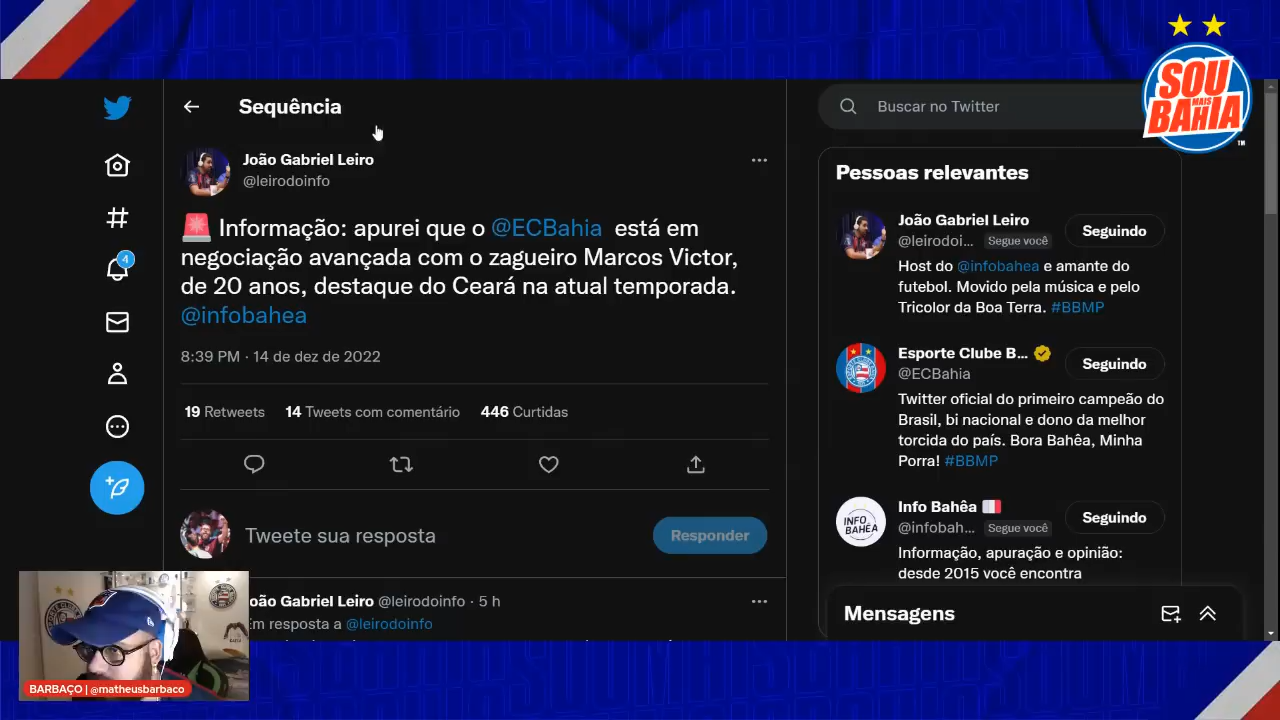 SOU
MAIS
BAHIA
TM
Sequência
João Gabriel Leiro
@leirodoinfo
Informação: apurei que o @ECBahia está em
negociação avançada com o zagueiro Marcos Victor,
de 20 anos, destaque do Ceará na atual temporada.
@infobahea
8:39 PM · 14 de dez de 2022
19 Retweets 14 Tweets com comentário 446 Curtidas
4
Tweete sua resposta
Responder
oão Gabriel Leiro @leirodoinfo · 5 h
Em resposta a @leirodoinfo
Buscar no Twitter
Pessoas relevantes
João Gabriel Leiro
@leirodoi... Segue você
Seguindo
Host do @infobahea e amante do
futebol. Movido pela música e pelo
Tricolor da Boa Terra. #BBMP
Esporte Clube B...
@ECBahia
Seguindo
Twitter oficial do primeiro campeão do
Brasil, bi nacional e dono da melhor
torcida do país. Bora Bahêa, Minha
Porra! #BBMP
INFO
BAHÊA
Info Bahêa
@infobah... Segue você
Seguindo
Informação, apuração e opinião:
desde 2015 você encontra
Mensagens
BARBAÇO | @matheusbarbaco